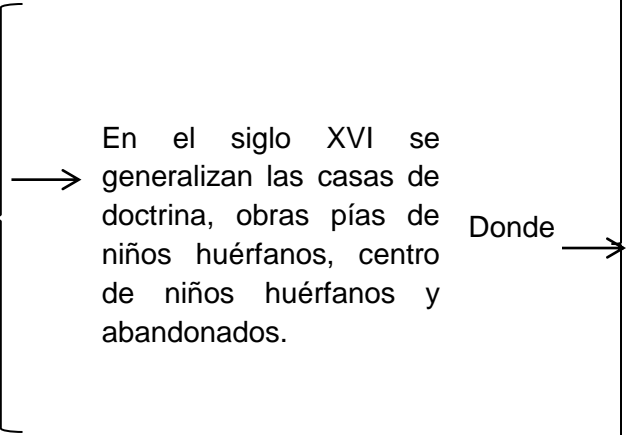 En el siglo XVI se
generalizan las casas de
doctrina, obras pías de
niños huérfanos, centro
de niños huérfanos y
abandonados.
Donde